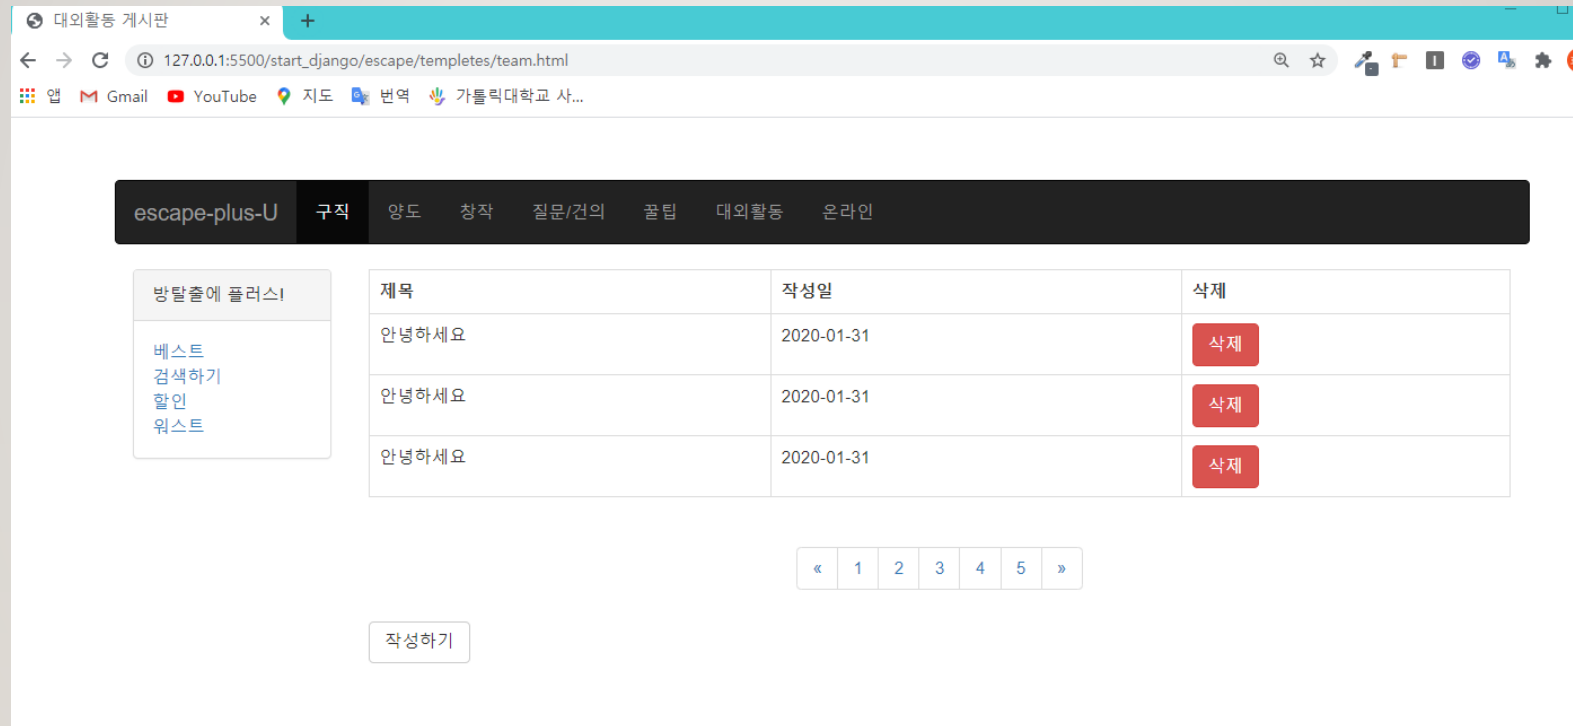 대외활동 게시판
127.0.0.1:5500/start_django/escape/templetes/team.html
앱 Gmail YouTube 지도 번역 가톨릭대학교 사...
escape-plus-U 구직 양도 창작 질문/건의 꿀팁 대외활동 온라인
방탈출에 플러스!
베스트
검색하기
할인
워스트
제목 작성일 삭제
안녕하세요 2020-01-31 삭제
안녕하세요 2020-01-31 삭제
안녕하세요 2020-01-31 삭제
« 1 2 3 4 5 »
작성하기